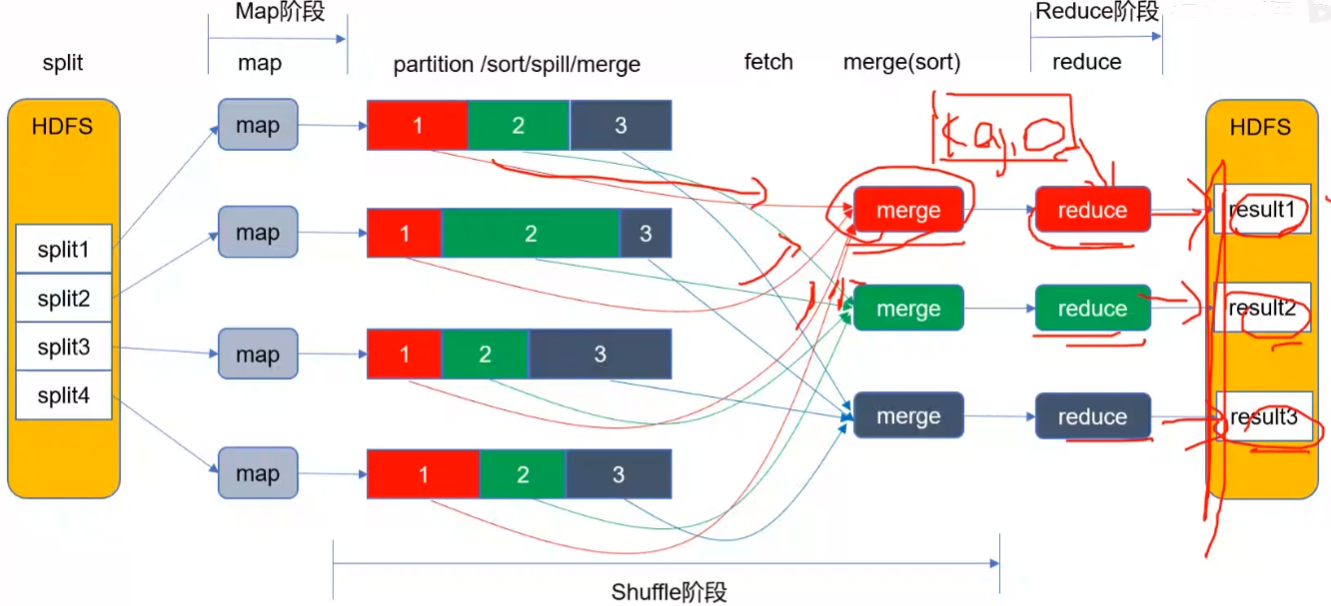 Map阶段
Reduce阶段
split
map
partition /sort/spill/merge
fetch
merge(sort)
reduce
HDFS
split1
split2
split3
split4
map
1 2 3
map
1 2 3
map
1 2 3
map
1 2 3
merge
reduce
merge
reduce
merge
reduce
HDFS
result1
result2
result3
Shuffle阶段